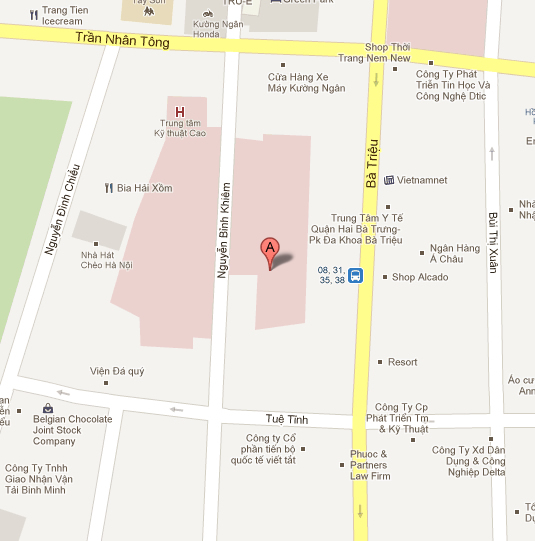 Tây Sơn
TRU-E
Green Park
Trang Tien
Icecream
Kường Ngân
Honda
Trần Nhân Tông
Shop Thới
Trang Nem New
Cửa Hàng Xe
Máy Kường Ngân
Công Ty Phát
Triển Tin Học Và
Công Nghệ Dtic
H
Trung tâm
Kỹ thuật Cao
Nguyễn Đình Chiểu
Bà Triệu
Bia Hải Xồm
Vietnamnet
Nguyễn Bỉnh Khiêm
Bùi Thị Xuân
Trung Tâm Y Tế
Quận Hai Bà Trưng-
Pk Đa Khoa Bà Triệu
Nhà
Nhậ
Nhà Hát
Chèo Hà Nội
A
Ngân Hàng
Á Châu
08, 31,
35, 38
Shop Alcado
Resort
Viện Đá quý
Áo cư
Ann
Belgian Chocolate
Joint Stock
Company
Tuệ Tĩnh
Công Ty Cp
Phát Triển Tm
& Kỹ Thuật
Công ty Cổ
phần tiến bộ
quốc tế viết tắt
Phuoc &
Partners
Law Firm
Công Ty Xd Dân
Dụng & Công
Nghiệp Delta
Công Ty Tnhh
Giao Nhận Vận
Tải Bình Minh
Tổ
Dụ